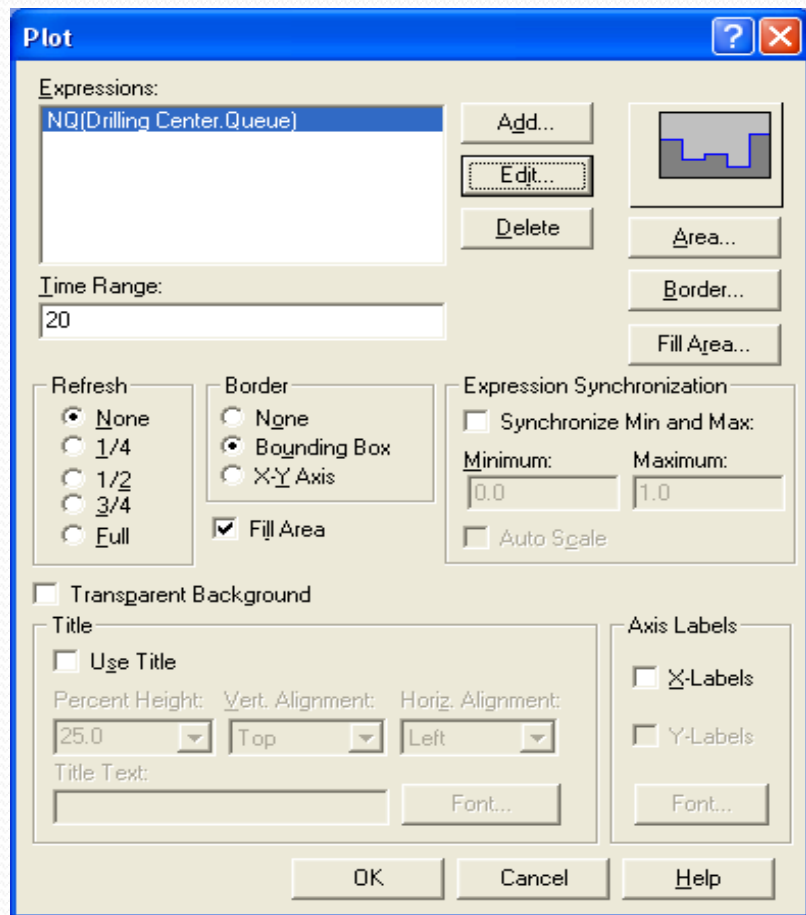 Plot
Expressions:
NQ(Drilling Center.Queue)
Add...
Edit...
Delete
Area...
Time Range:
20
Border...
Fill Area...
Refresh
None
1/4
1/2
3/4
Full
Border
None
Bounding Box
X-Y Axis
Fill Area
Expression Synchronization
Synchronize Min and Max:
Minimum: Maximum:
0.0 1.0
Auto Scale
Transparent Background
Title
Use Title
Percent Height: Vert. Alignment: Horiz. Alignment:
25.0 Top Left
Title Text:
Font...
Axis Labels
X-Labels
Y-Labels
Font...
OK Cancel Help